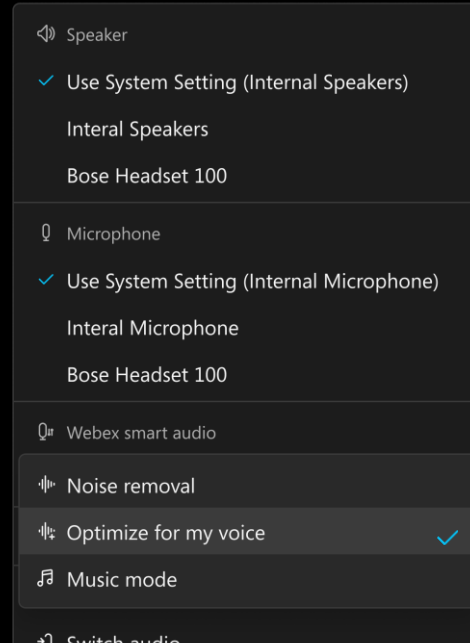 Speaker
Use System Setting (Internal Speakers)
Interal Speakers
Bose Headset 100
Microphone
Use System Setting (Internal Microphone)
Interal Microphone
Bose Headset 100
Webex smart audio
Noise removal
Optimize for my voice
Music mode
Switch audio